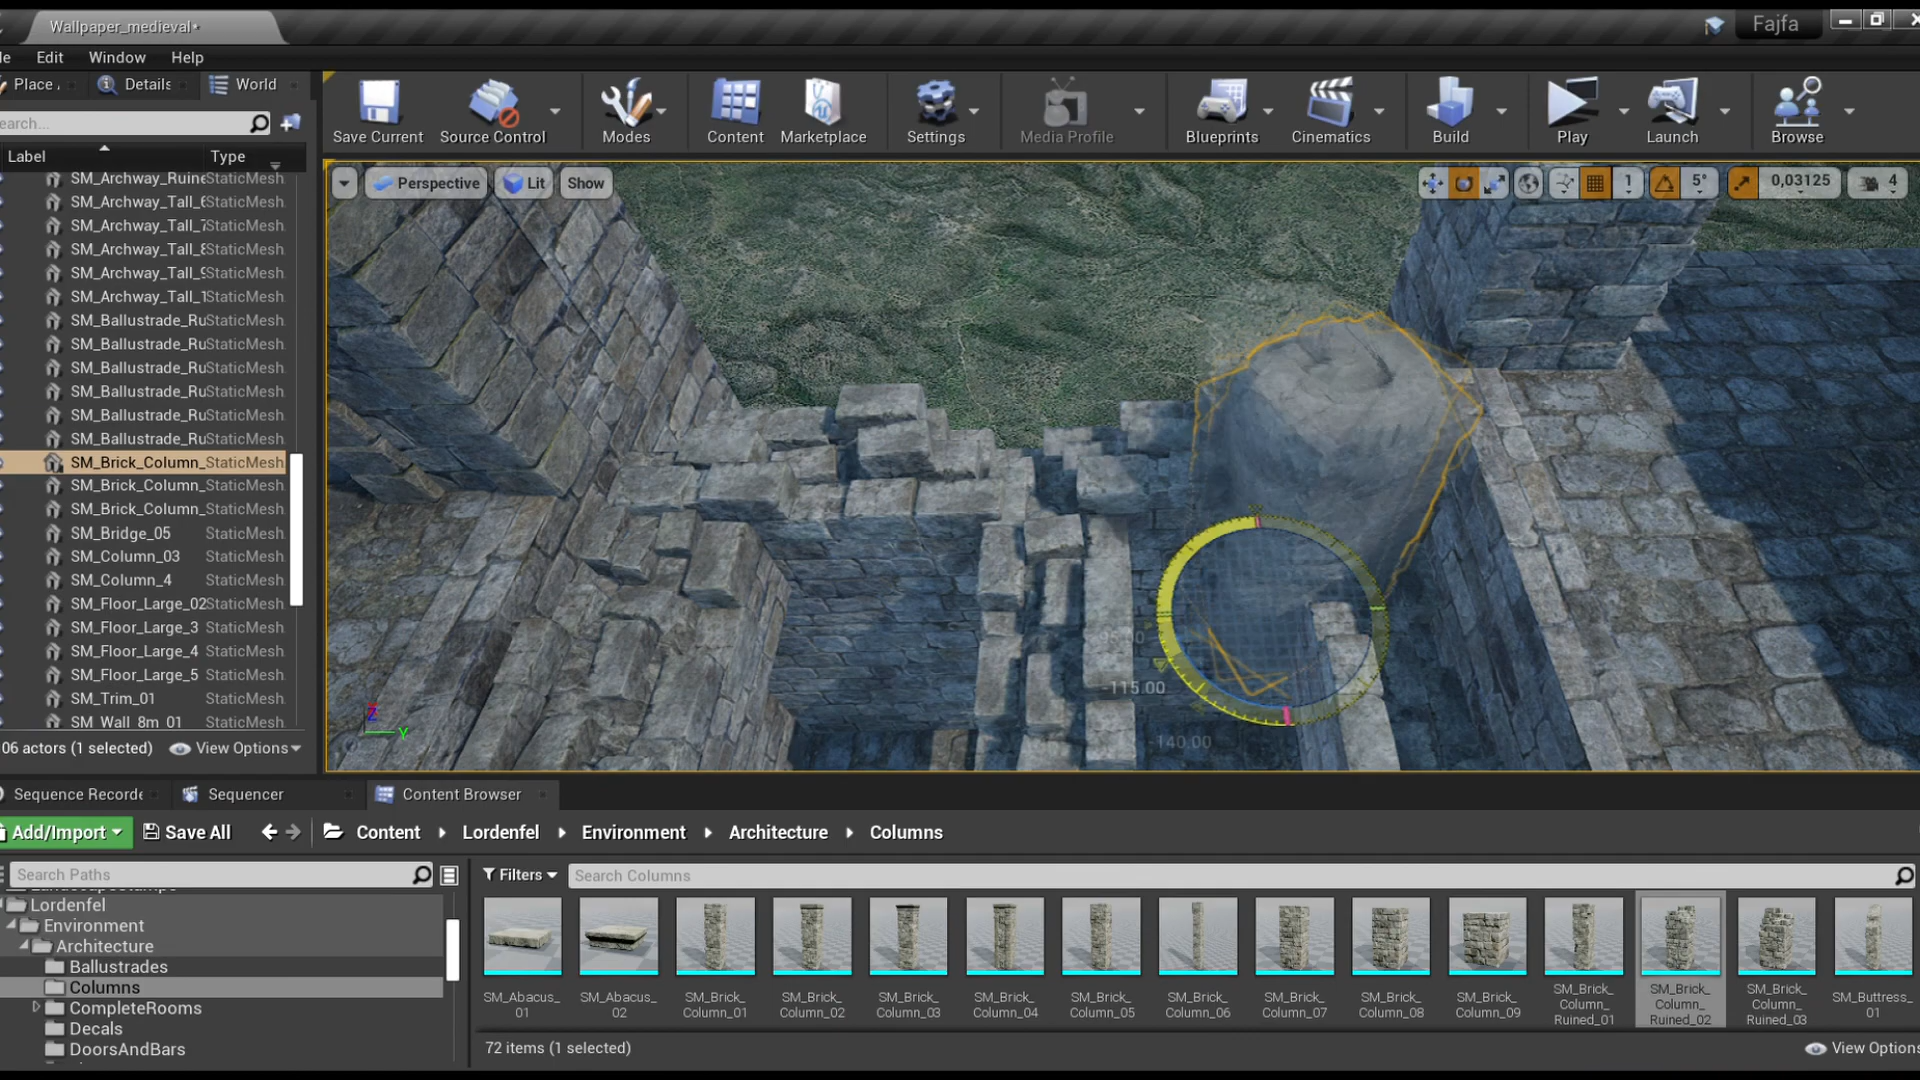 Wallpaper_medieval*
Fajfa
Edit Window Help
Place
Details
World
Save Current
Source Control
Modes
Content
Marketplace
Settings
Media Profile
Blueprints
Cinematics
Build
Play
Launch
Browse
Label Type
Perspective
Lit
Show
1
5°
0,03125
4
SM_Archway_Ruine StaticMesh
SM_Archway_Tall_6 StaticMesh
SM_Archway_Tall_7 StaticMesh
SM_Archway_Tall_8 StaticMesh
SM_Archway_Tall_9 StaticMesh
SM_Archway_Tall_1 StaticMesh
SM_Ballustrade_Ru StaticMesh
SM_Ballustrade_Ru StaticMesh
SM_Ballustrade_Ru StaticMesh
SM_Ballustrade_Ru StaticMesh
SM_Ballustrade_Ru StaticMesh
SM_Ballustrade_Ru StaticMesh
SM_Brick_Column_ StaticMesh
SM_Brick_Column_ StaticMesh
SM_Brick_Column_ StaticMesh
SM_Bridge_05 StaticMesh
SM_Column_03 StaticMesh
SM_Column_4 StaticMesh
SM_Floor_Large_02 StaticMesh
SM_Floor_Large_3 StaticMesh
SM_Floor_Large_4 StaticMesh
SM_Floor_Large_5 StaticMesh
SM_Trim_01 StaticMesh
SM_Wall_8m_01 StaticMesh
-115.00
-140.00
Z
Y
06 actors (1 selected) View Options
Sequence Recorde
Sequencer
Content Browser
Add/Import Save All Content Lordenfel Environment Architecture Columns
Search Paths
Filters
Search Columns
Lordenfel
Environment
Architecture
Ballustrades
Columns
CompleteRooms
Decals
DoorsAndBars
SM_Abacus_
01
SM_Abacus_
02
SM_Brick_
Column_01
SM_Brick_
Column_02
SM_Brick_
Column_03
SM_Brick_
Column_04
SM_Brick_
Column_05
SM_Brick_
Column_06
SM_Brick_
Column_07
SM_Brick_
Column_08
SM_Brick_
Column_09
SM_Brick_
Column_
Ruined_01
SM_Brick_
Column_
Ruined_02
SM_Brick_
Column_
Ruined_03
SM_Buttress_
01
72 items (1 selected)
View Options